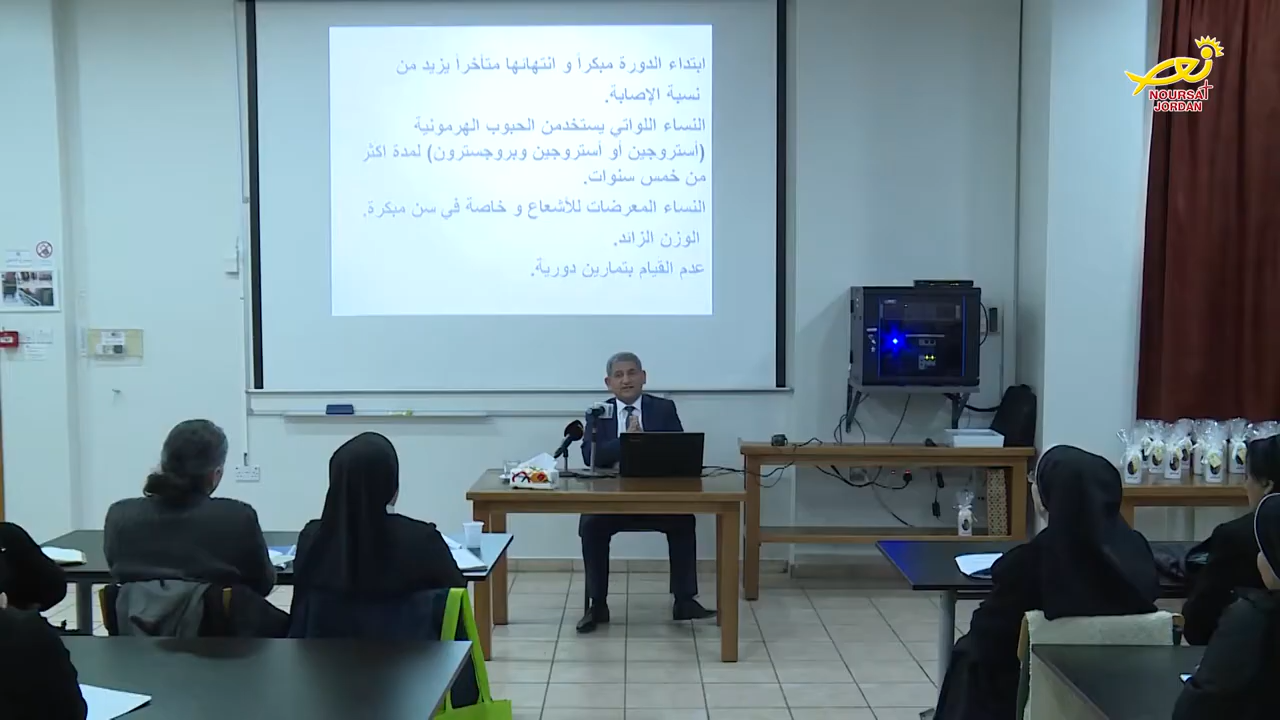 ابتداء الدورة مبكراً و انتهائها متأخراً يزيد من
نسبة الإصابة.
النساء اللواتي يستخدمن الحبوب الهرمونية
(أستروجين أو أستروجين وبروجسترون) لمدة اكثر
من خمس سنوات.
النساء المعرضات للأشعاع و خاصة في سن مبكرة.
الوزن الزائد.
عدم القيام بتمارين دورية.
نور
NOURSAT
JORDAN